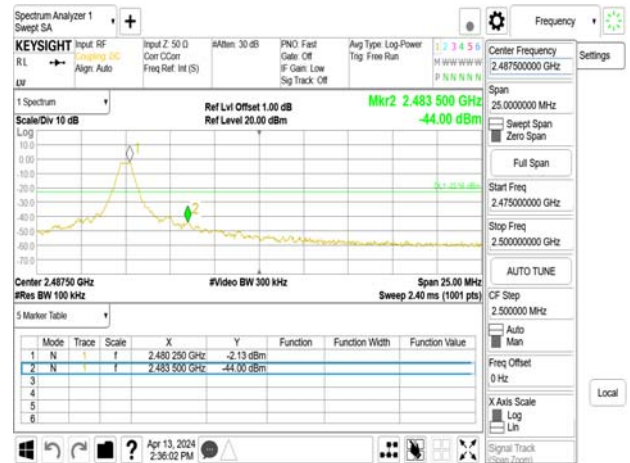 Spectrum Analyzer 1
Swept SA
Frequency
KEYSIGHT
RL
Input: RF
Coupling: DC
Align: Auto
Input Z: 50 Ω
Corr CCorr
Freq Ref: Int (S)
#Atten: 30 dB
PNO: Fast
Gate: Off
IF Gain: Low
Sig Track: Off
Avg Type: Log-Power
Trig: Free Run
1 2 3 4 5 6
M W W W W W
P N N N N N
1 Spectrum
Scale/Div 10 dB
Log
Ref Lvl Offset 1.00 dB
Ref Level 20.00 dBm
Mkr2 2.483 500 GHz
-44.00 dBm
10.0
0.00
-10.0
-20.0
-30.0
-40.0
-50.0
-60.0
-70.0
1
2
Center 2.48750 GHz
#Res BW 100 kHz
#Video BW 300 kHz
Span 25.00 MHz
Sweep 2.40 ms (1001 pts)
5 Marker Table
Mode Trace Scale X Y Function Function Width Function Value
1 N 1 f 2.480 250 GHz -2.13 dBm
2 N 1 f 2.483 500 GHz -44.00 dBm
3
4
5
6
Apr 13, 2024
2:36:02 PM
Center Frequency
2.487500000 GHz
Settings
Span
25.0000000 MHz
Swept Span
Zero Span
Full Span
Start Freq
2.475000000 GHz
Stop Freq
2.500000000 GHz
AUTO TUNE
CF Step
2.500000 MHz
Auto
Man
Freq Offset
0 Hz
X Axis Scale
Log
Lin
Local
Signal Track
(Span Zoom)